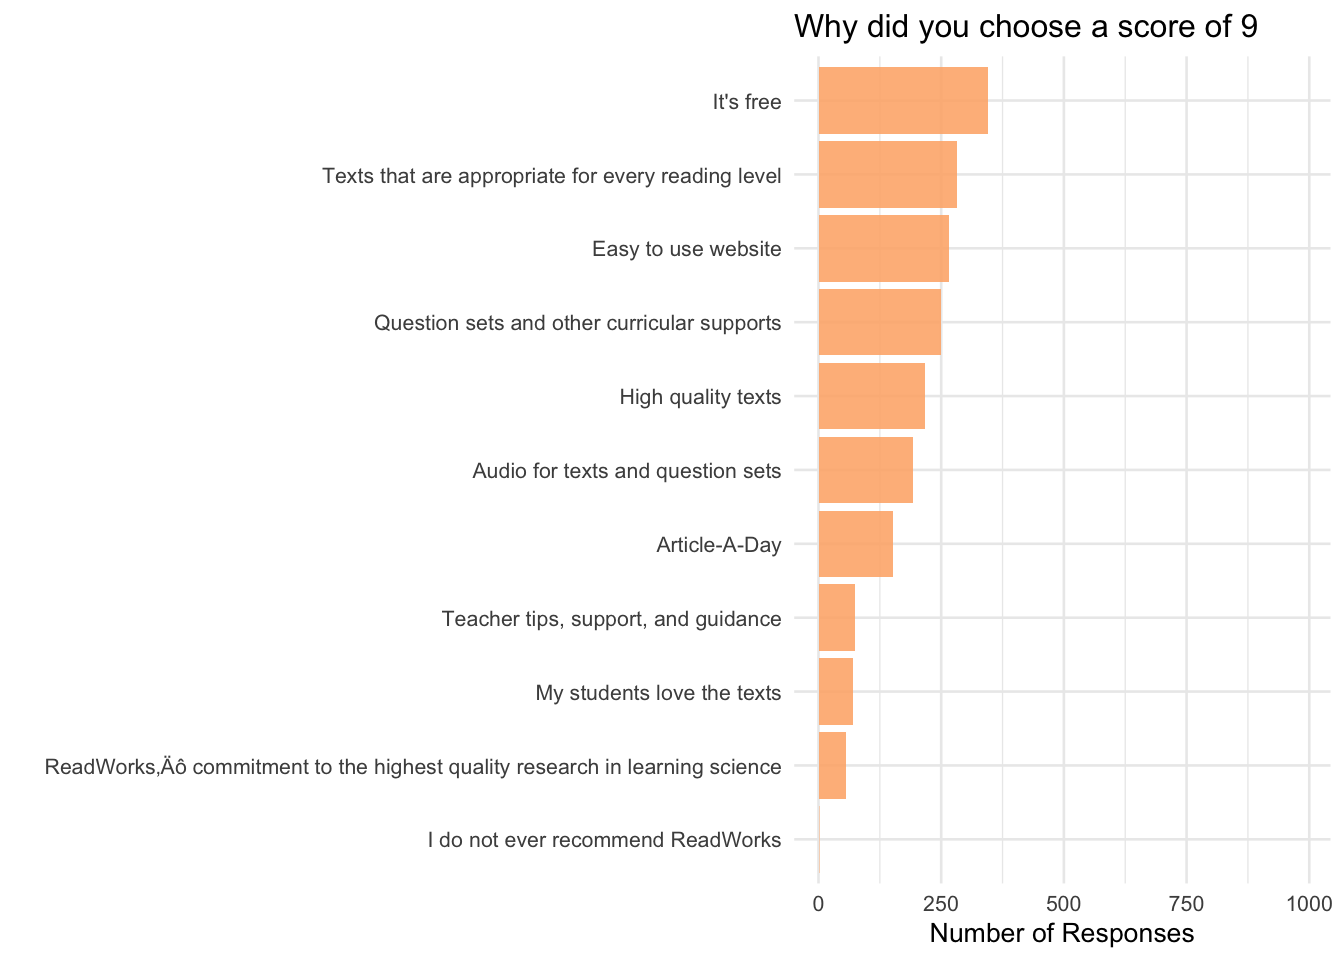 Why did you choose a score of 9
It's free
Texts that are appropriate for every reading level
Easy to use website
Question sets and other curricular supports
High quality texts
Audio for texts and question sets
Article-A-Day
Teacher tips, support, and guidance
My students love the texts
ReadWorks‚Äô commitment to the highest quality research in learning science
I do not ever recommend ReadWorks
0 250 500 750 1000
Number of Responses